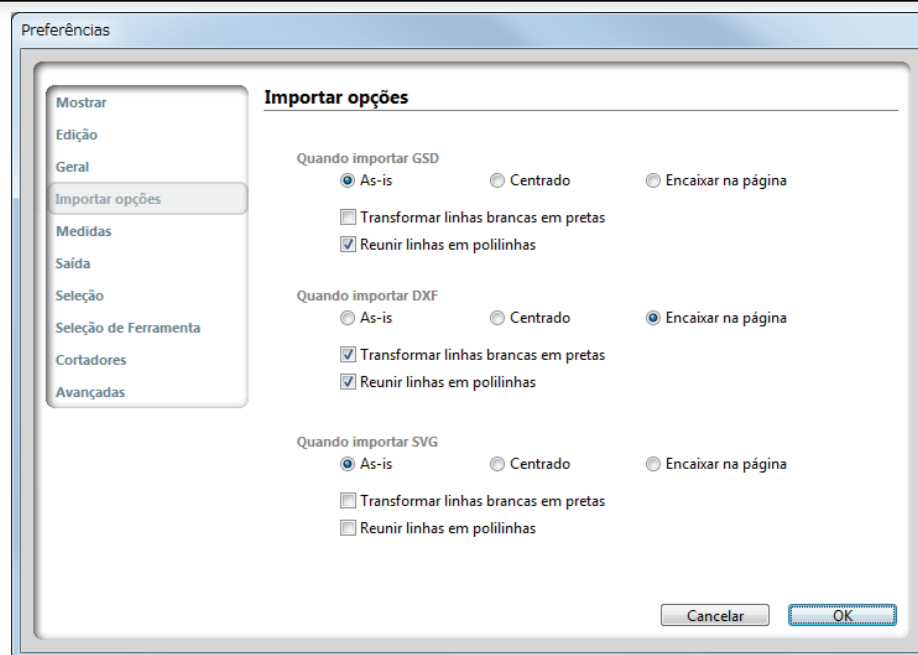 Preferências
Mostrar
Edição
Geral
Importar opções
Medidas
Saída
Seleção
Seleção de Ferramenta
Cortadores
Avançadas
Importar opções
Quando importar GSD
As-is Centrado Encaixar na página
Transformar linhas brancas em pretas
Reunir linhas em polilinhas
Quando importar DXF
As-is Centrado Encaixar na página
Transformar linhas brancas em pretas
Reunir linhas em polilinhas
Quando importar SVG
As-is Centrado Encaixar na página
Transformar linhas brancas em pretas
Reunir linhas em polilinhas
Cancelar OK